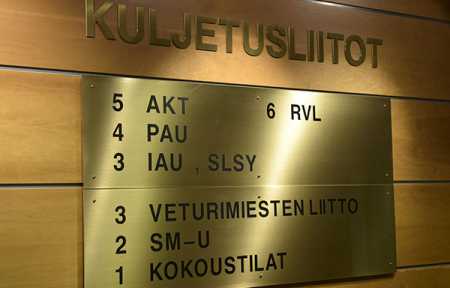 KULJETUSLIITOT
5 AKT 6 RVL
4 PAU
3 IAU , SLSY
3 VETURIMIESTEN LIITTO
2 SM-U
1 KOKOUSTILAT